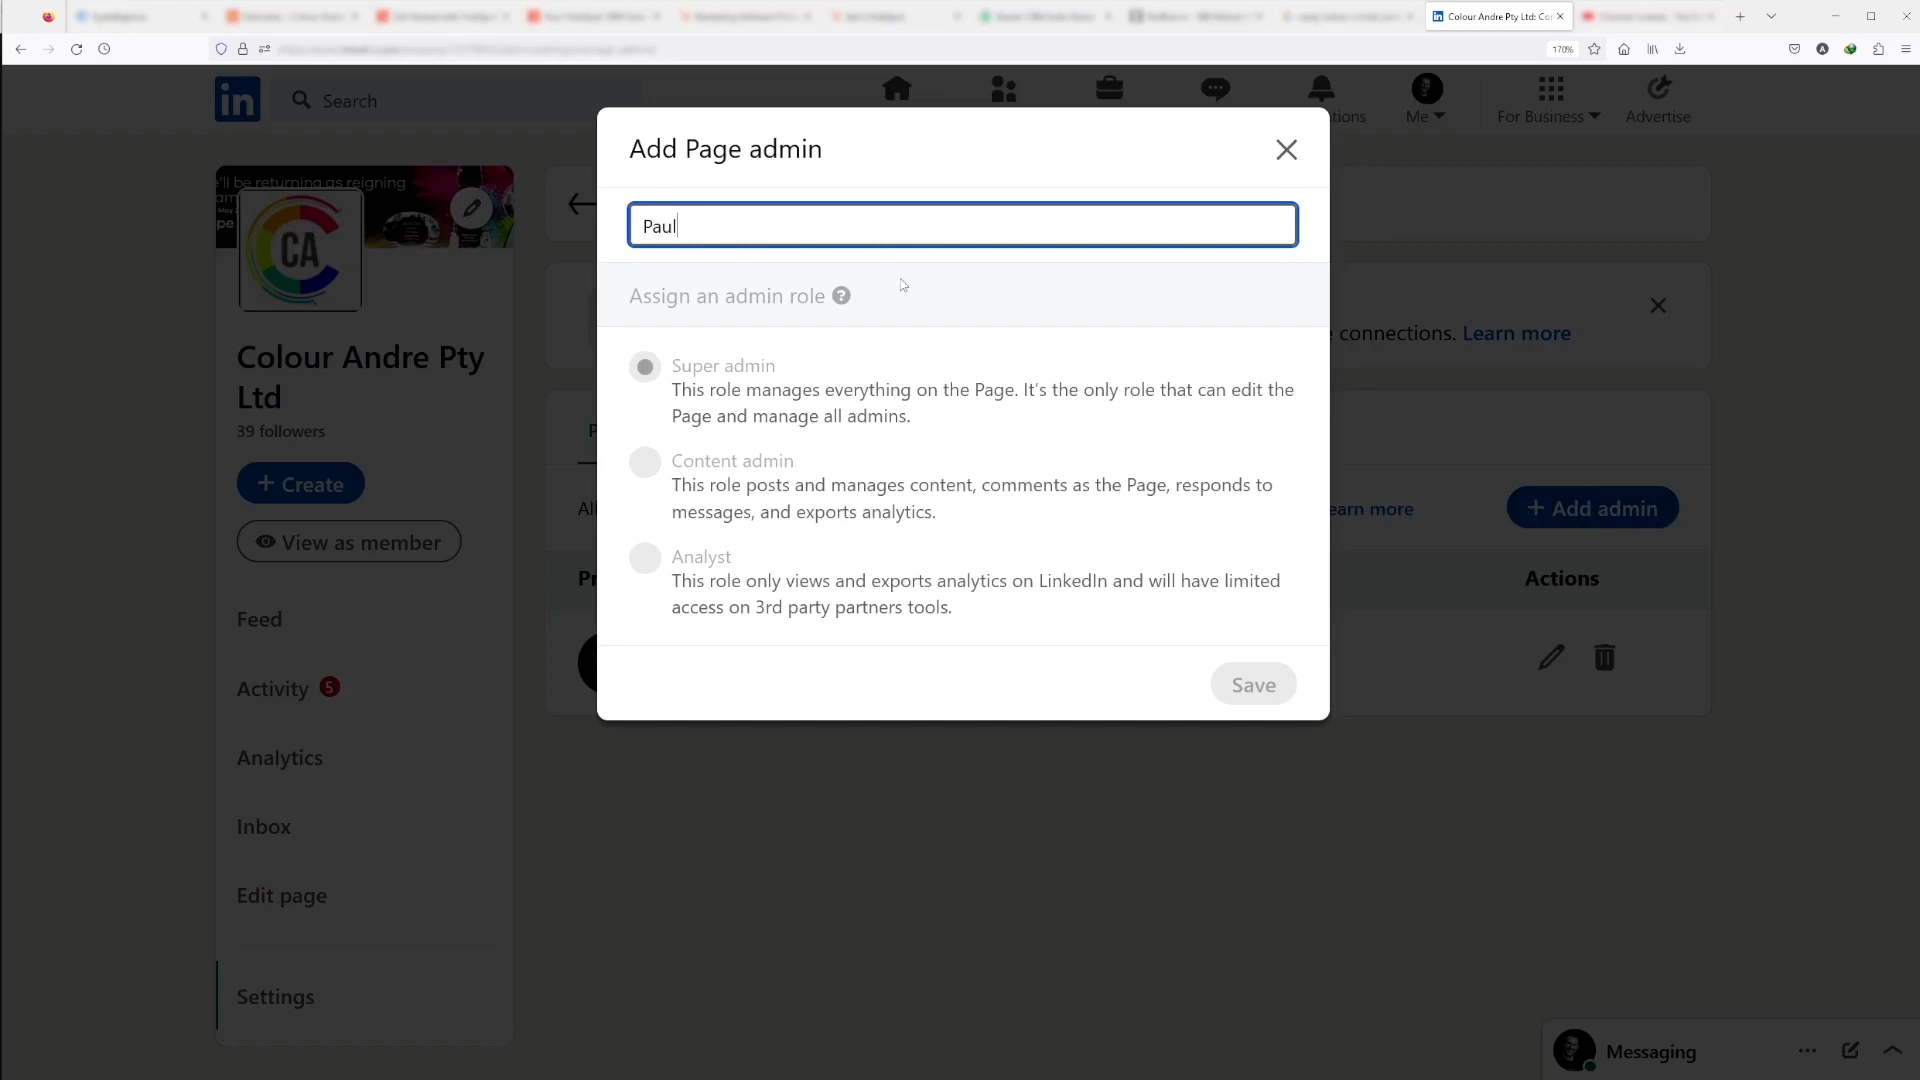 Colour Andre Pty Ltd: Co
170%
in
Search
tions
Me
For Business
Advertise
Add Page admin
Paul
Assign an admin role ?
Super admin
This role manages everything on the Page. It's the only role that can edit the
Page and manage all admins.
Content admin
This role posts and manages content, comments as the Page, responds to
messages, and exports analytics.
Analyst
This role only views and exports analytics on LinkedIn and will have limited
access on 3rd party partners tools.
Save
'll be returning as reigning
am
May
pe
CA
Colour Andre Pty
Ltd
39 followers
+ Create
View as member
Feed
Activity 5
Analytics
Inbox
Edit page
Settings
connections. Learn more
All
earn more
+ Add admin
Actions
Messaging